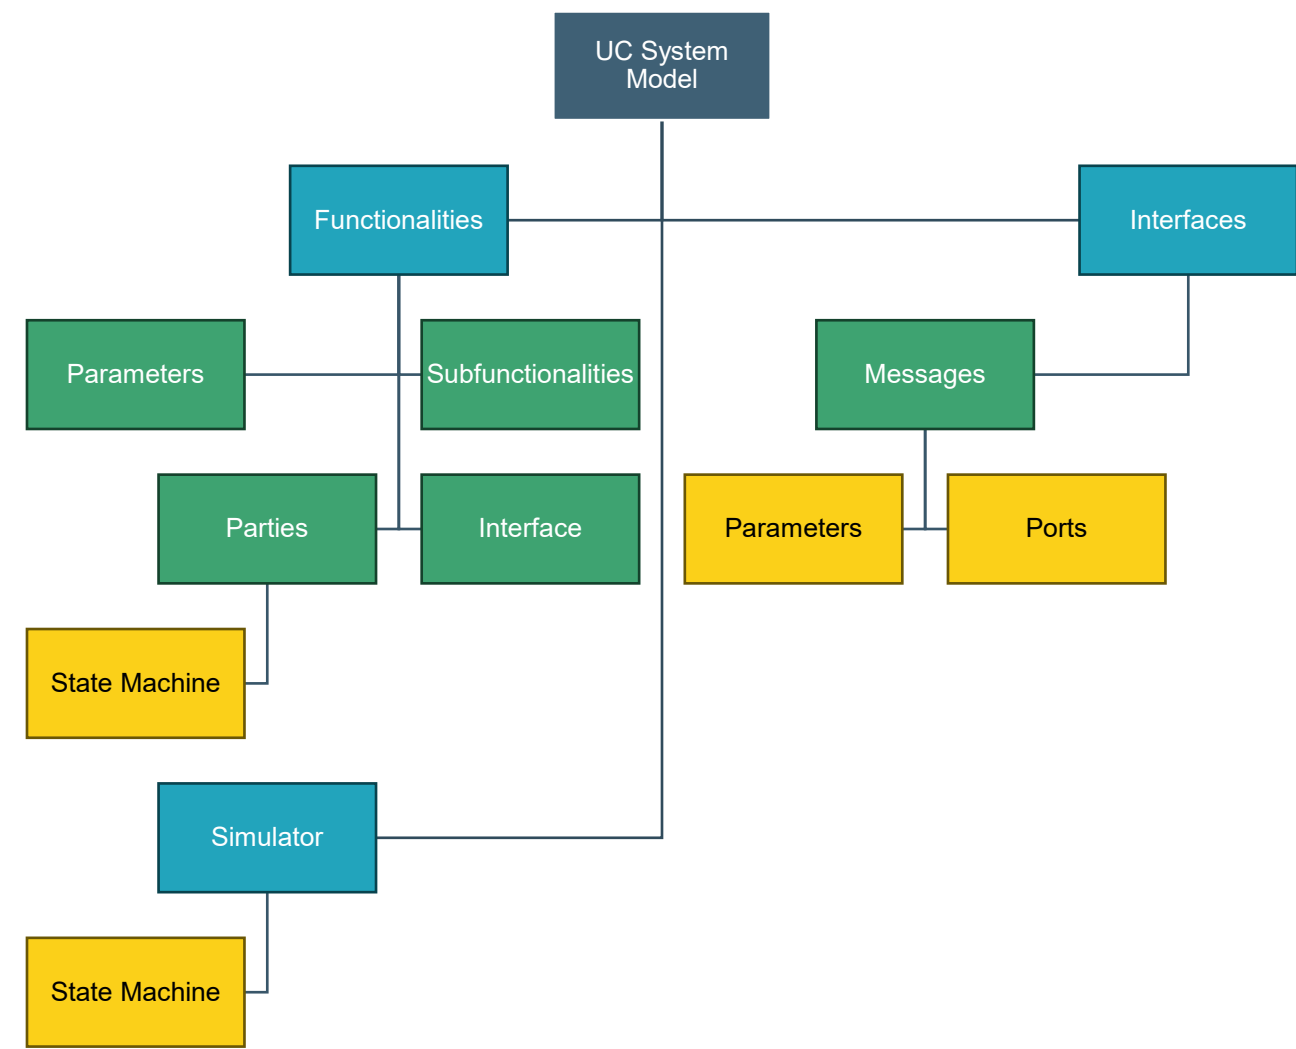 UC System
Model
Functionalities
Interfaces
Parameters
Subfunctionalities
Messages
Parties
Interface
Parameters
Ports
State Machine
Simulator
State Machine